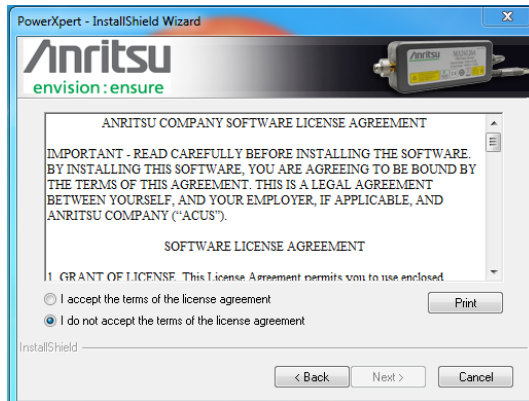 PowerXpert - InstallShield Wizard
Anritsu
envision : ensure
Anritsu
ANRITSU COMPANY SOFTWARE LICENSE AGREEMENT
IMPORTANT - READ CAREFULLY BEFORE INSTALLING THE SOFTWARE.
BY INSTALLING THIS SOFTWARE, YOU ARE AGREEING TO BE BOUND BY
THE TERMS OF THIS AGREEMENT. THIS IS A LEGAL AGREEMENT
BETWEEN YOURSELF, AND YOUR EMPLOYER, IF APPLICABLE, AND
ANRITSU COMPANY (“ACUS”).
SOFTWARE LICENSE AGREEMENT
1. GRANT OF LICENSE. This License Agreement permits you to use enclosed
I accept the terms of the license agreement
Print
I do not accept the terms of the license agreement
InstallShield
< Back
Next >
Cancel